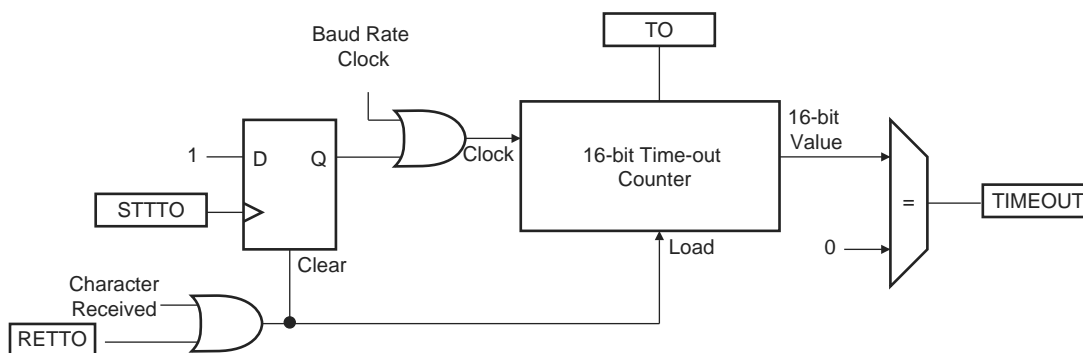 TO
Baud Rate
Clock
16-bit
Value
1
D
Q
Clock
16-bit Time-out
Counter
STTTO
=
TIMEOUT
Clear
Load
0
Character
Received
RETTO